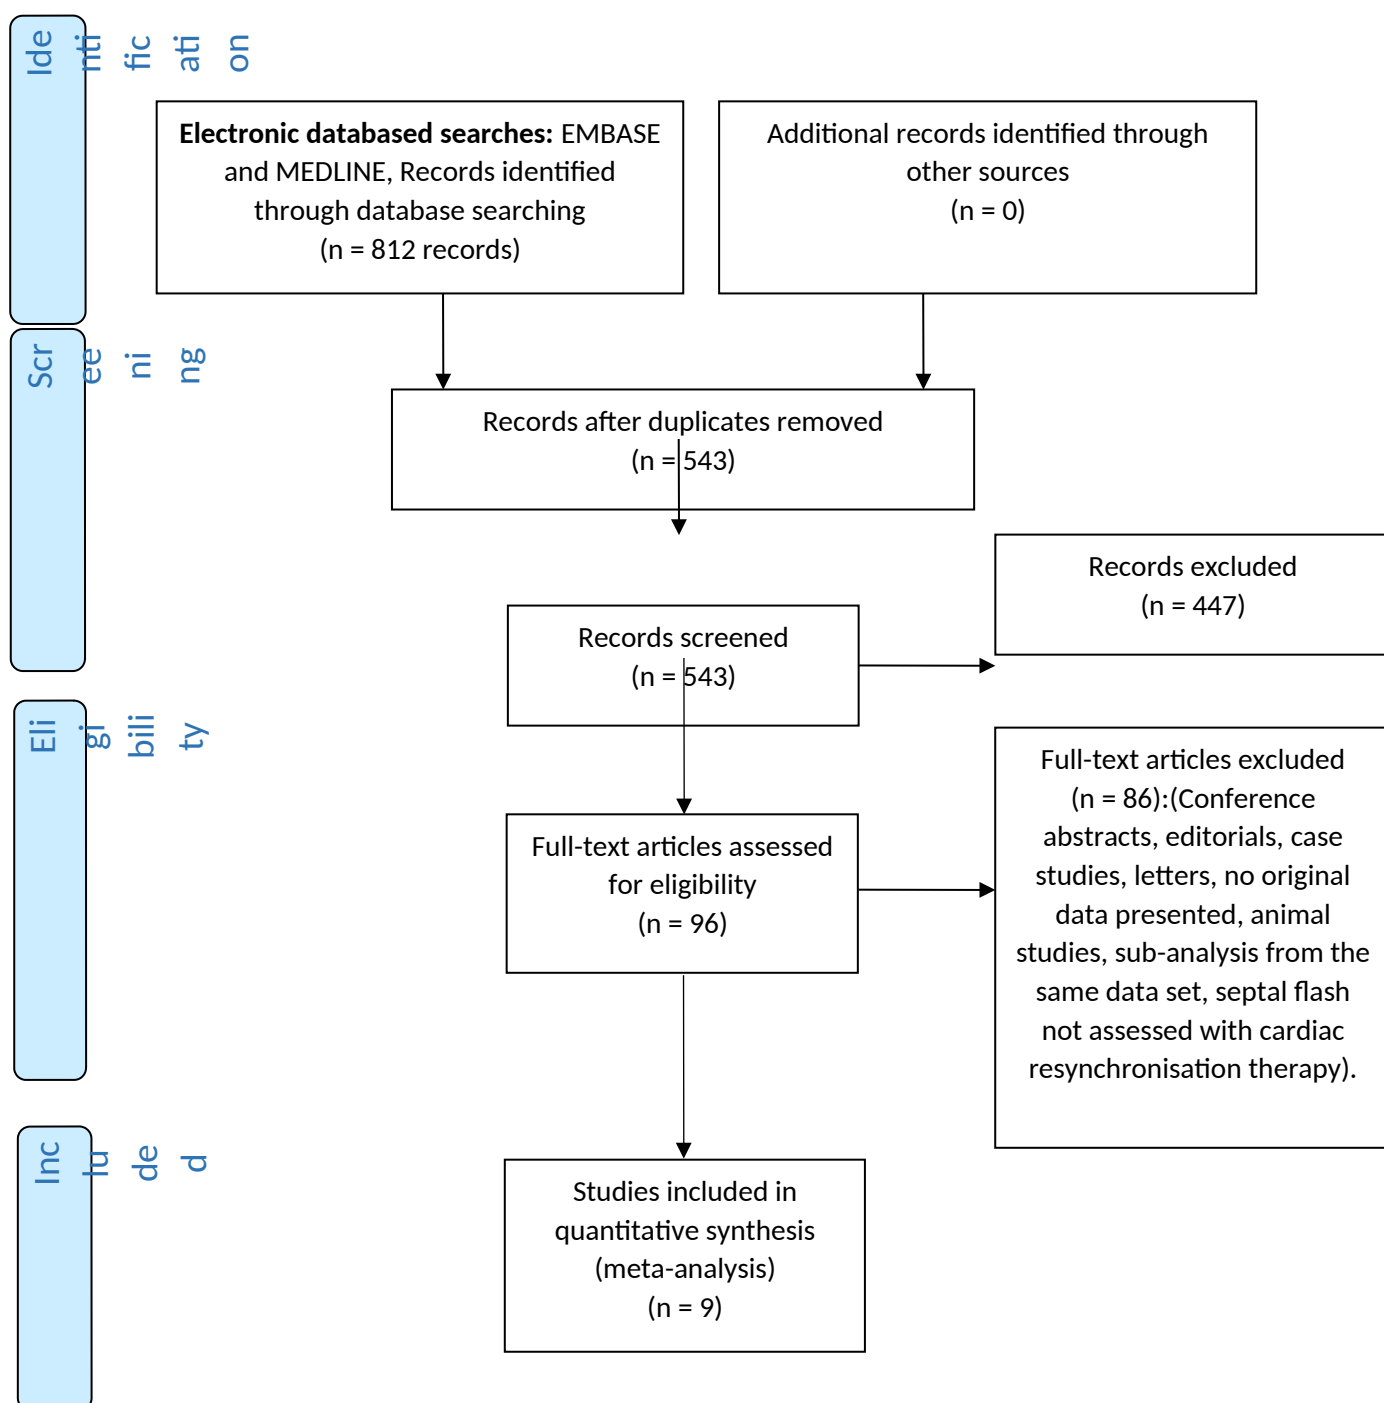 Ide
nti
fic
ati
on
Electronic databased searches: EMBASE
and MEDLINE, Records identified
through database searching
(n = 812 records)
Additional records identified through
other sources
(n = 0)
Scr
ee
ni
ng
Records after duplicates removed
(n = 543)
Records excluded
(n = 447)
Records screened
(n = 543)
Eli
gi
bili
ty
Full-text articles excluded
(n = 86):(Conference
abstracts, editorials, case
studies, letters, no original
data presented, animal
studies, sub-analysis from the
same data set, septal flash
not assessed with cardiac
resynchronisation therapy).
Full-text articles assessed
for eligibility
(n = 96)
Inc
lu
de
d
Studies included in
quantitative synthesis
(meta-analysis)
(n = 9)